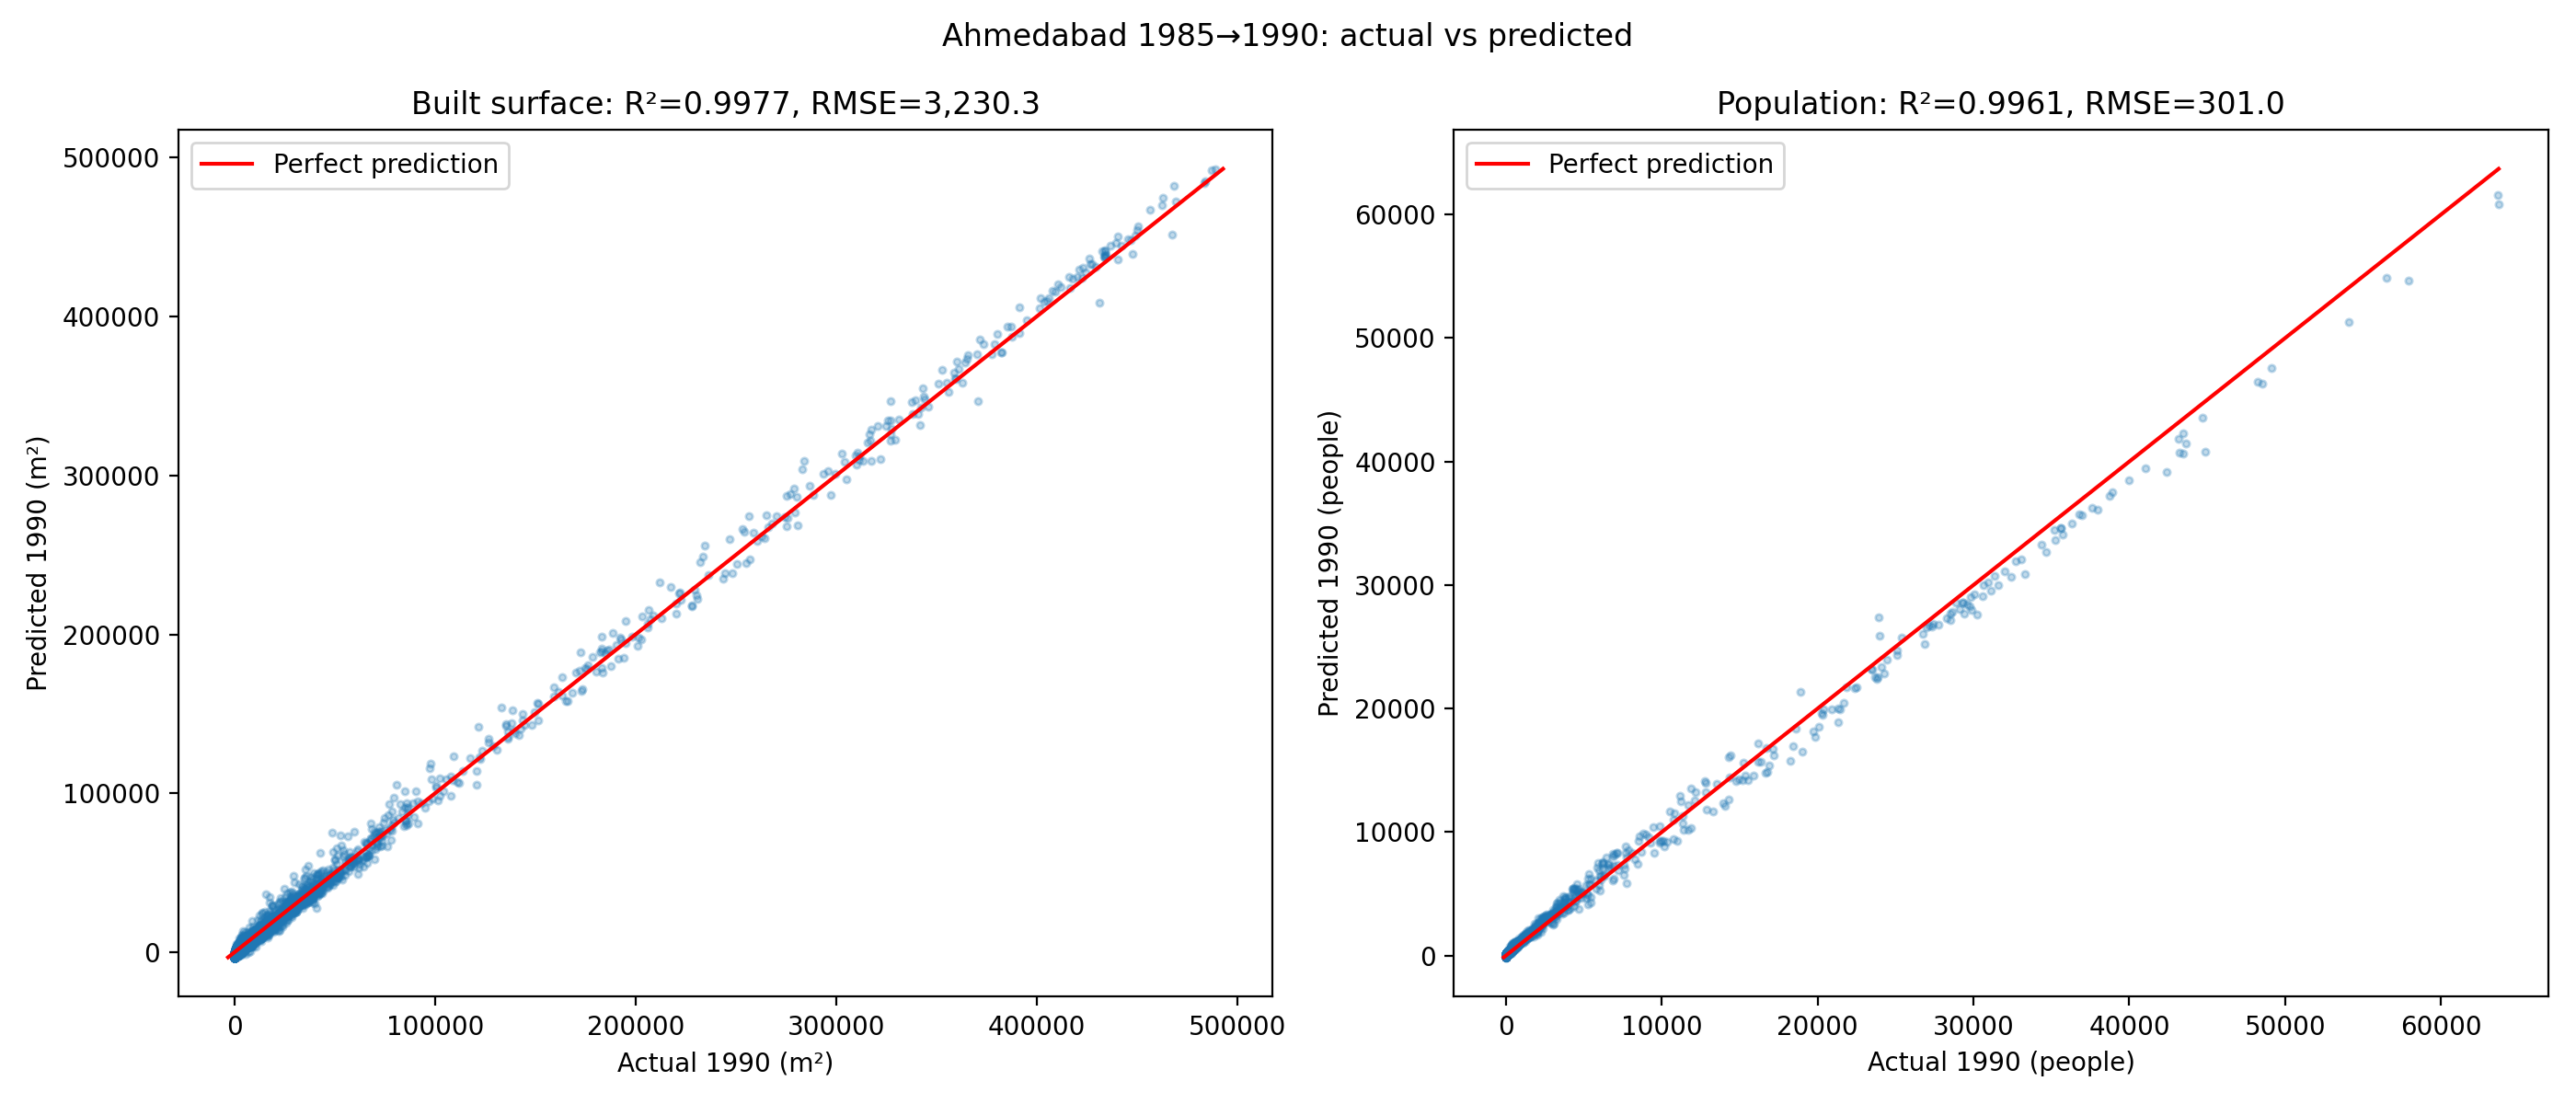 Ahmedabad 1985→1990: actual vs predicted
Built surface: R²=0.9977, RMSE=3,230.3
Perfect prediction
500000
400000
300000
200000
100000
0
Predicted 1990 (m²)
0 100000 200000 300000 400000 500000
Actual 1990 (m²)
Population: R²=0.9961, RMSE=301.0
Perfect prediction
60000
50000
40000
30000
20000
10000
0
Predicted 1990 (people)
0 10000 20000 30000 40000 50000 60000
Actual 1990 (people)